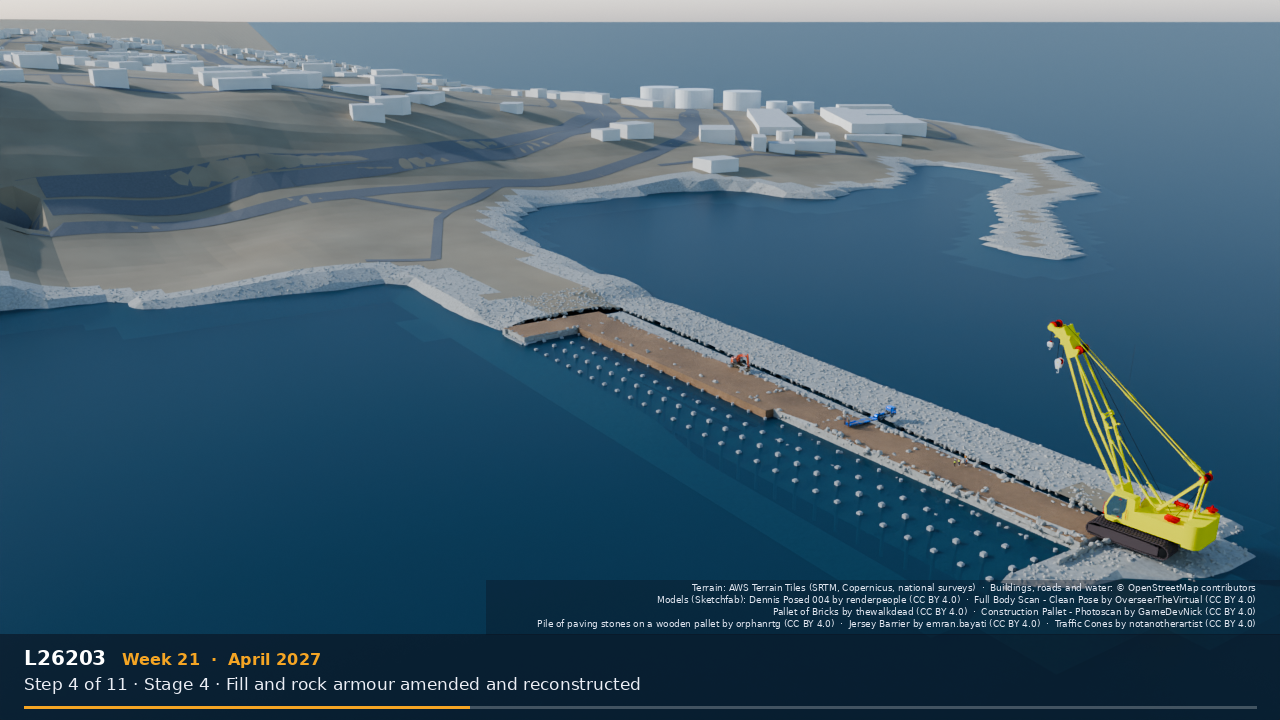 Terrain: AWS Terrain Tiles (SRTM, Copernicus, national surveys)  ·  Buildings, roads and water: © OpenStreetMap contributors
Models (Sketchfab): Dennis Posed 004 by renderpeople (CC BY 4.0)  ·  Full Body Scan - Clean Pose by OverseerTheVirtual (CC BY 4.0)
Pallet of Bricks by thewalkdead (CC BY 4.0)  ·  Construction Pallet - Photoscan by GameDevNick (CC BY 4.0)
Pile of paving stones on a wooden pallet by orphanrtg (CC BY 4.0)  ·  Jersey Barrier by emran.bayati (CC BY 4.0)  ·  Traffic Cones by notanotherartist (CC BY 4.0)
L26203 Week 21 · April 2027
Step 4 of 11 · Stage 4 · Fill and rock armour amended and reconstructed